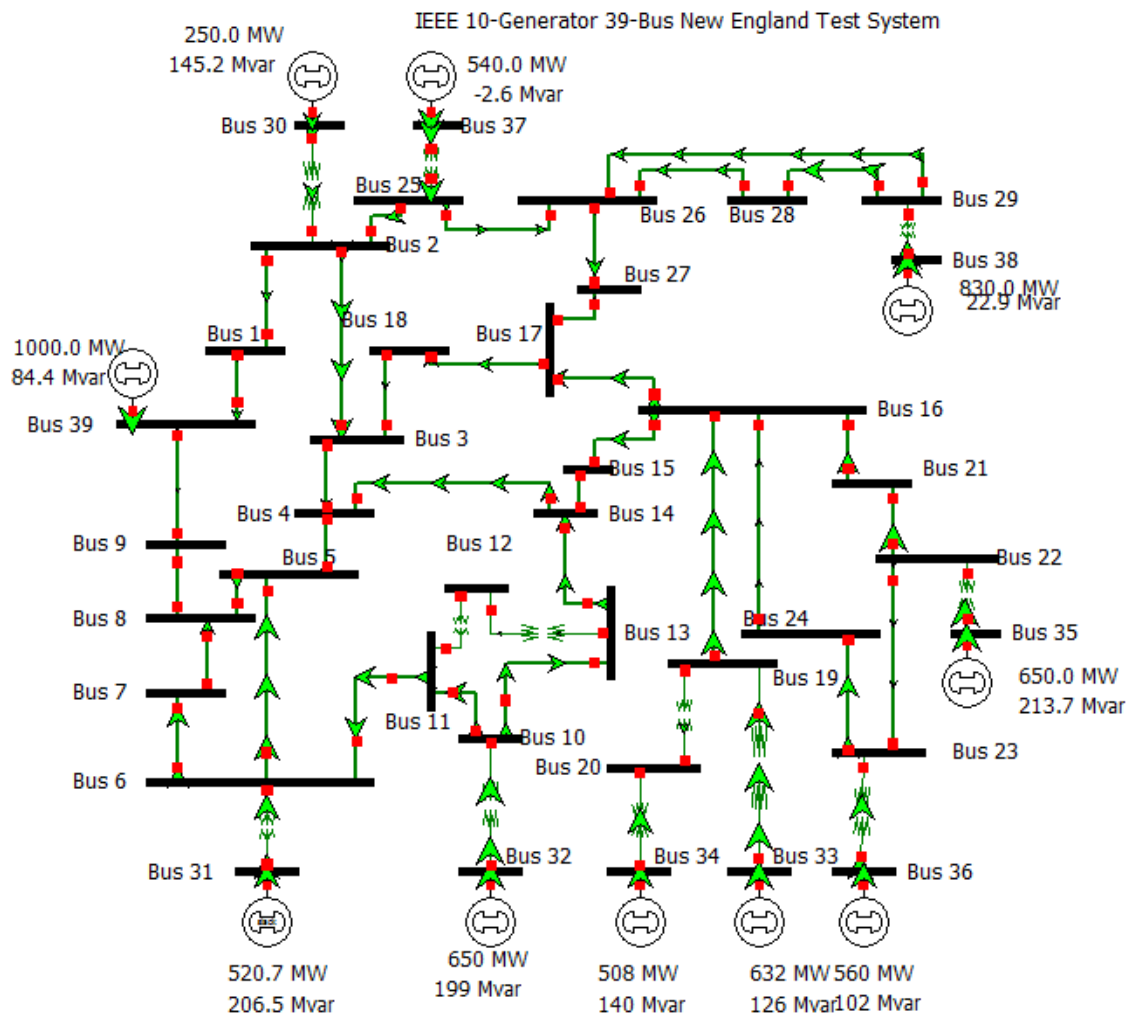 IEEE 10-Generator 39-Bus New England Test System
250.0 MW
145.2 Mvar
540.0 MW
-2.6 Mvar
Bus 30
Bus 37
Bus 25
Bus 26
Bus 28
Bus 29
Bus 2
Bus 38
830.0 MW
22.9 Mvar
Bus 27
Bus 1
Bus 18
Bus 17
1000.0 MW
84.4 Mvar
Bus 39
Bus 3
Bus 16
Bus 15
Bus 21
Bus 4
Bus 14
Bus 9
Bus 5
Bus 12
Bus 22
Bus 8
Bus 13
Bus 24
Bus 35
650.0 MW
213.7 Mvar
Bus 7
Bus 11
Bus 19
Bus 10
Bus 20
Bus 23
Bus 6
Bus 31
Bus 32
Bus 34
Bus 33
Bus 36
520.7 MW
206.5 Mvar
650 MW
199 Mvar
508 MW
140 Mvar
632 MW
126 Mvar
560 MW
102 Mvar